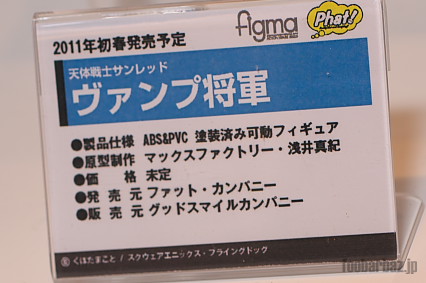 2011年初春発売予定
figma
Phat!
天体戦士サンレッド
ヴァンプ将軍
●製品仕様 ABS&PVC 塗装済み可動フィギュア
●原型制作 マックスファクトリー・浅井真紀
●価 格 未定
●発売元 ファット・カンパニー
●販売元 グッドスマイルカンパニー
くぼたまこと / スクウェアエニックス・フライングドック
foobarbaz.jp